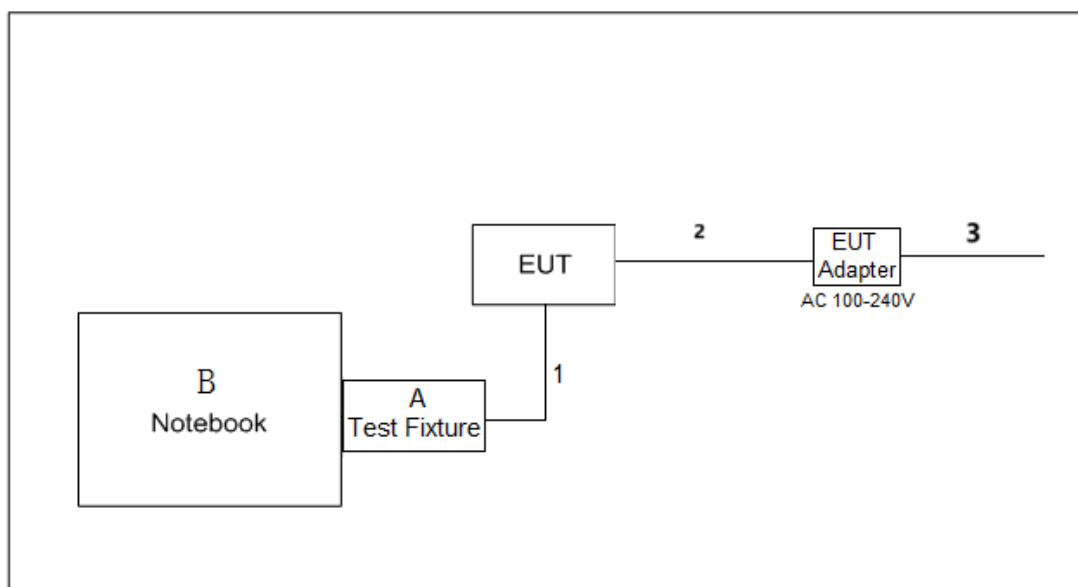 2
3
EUT
EUT
Adapter
AC 100-240V
B
Notebook
A
Test Fixture
1